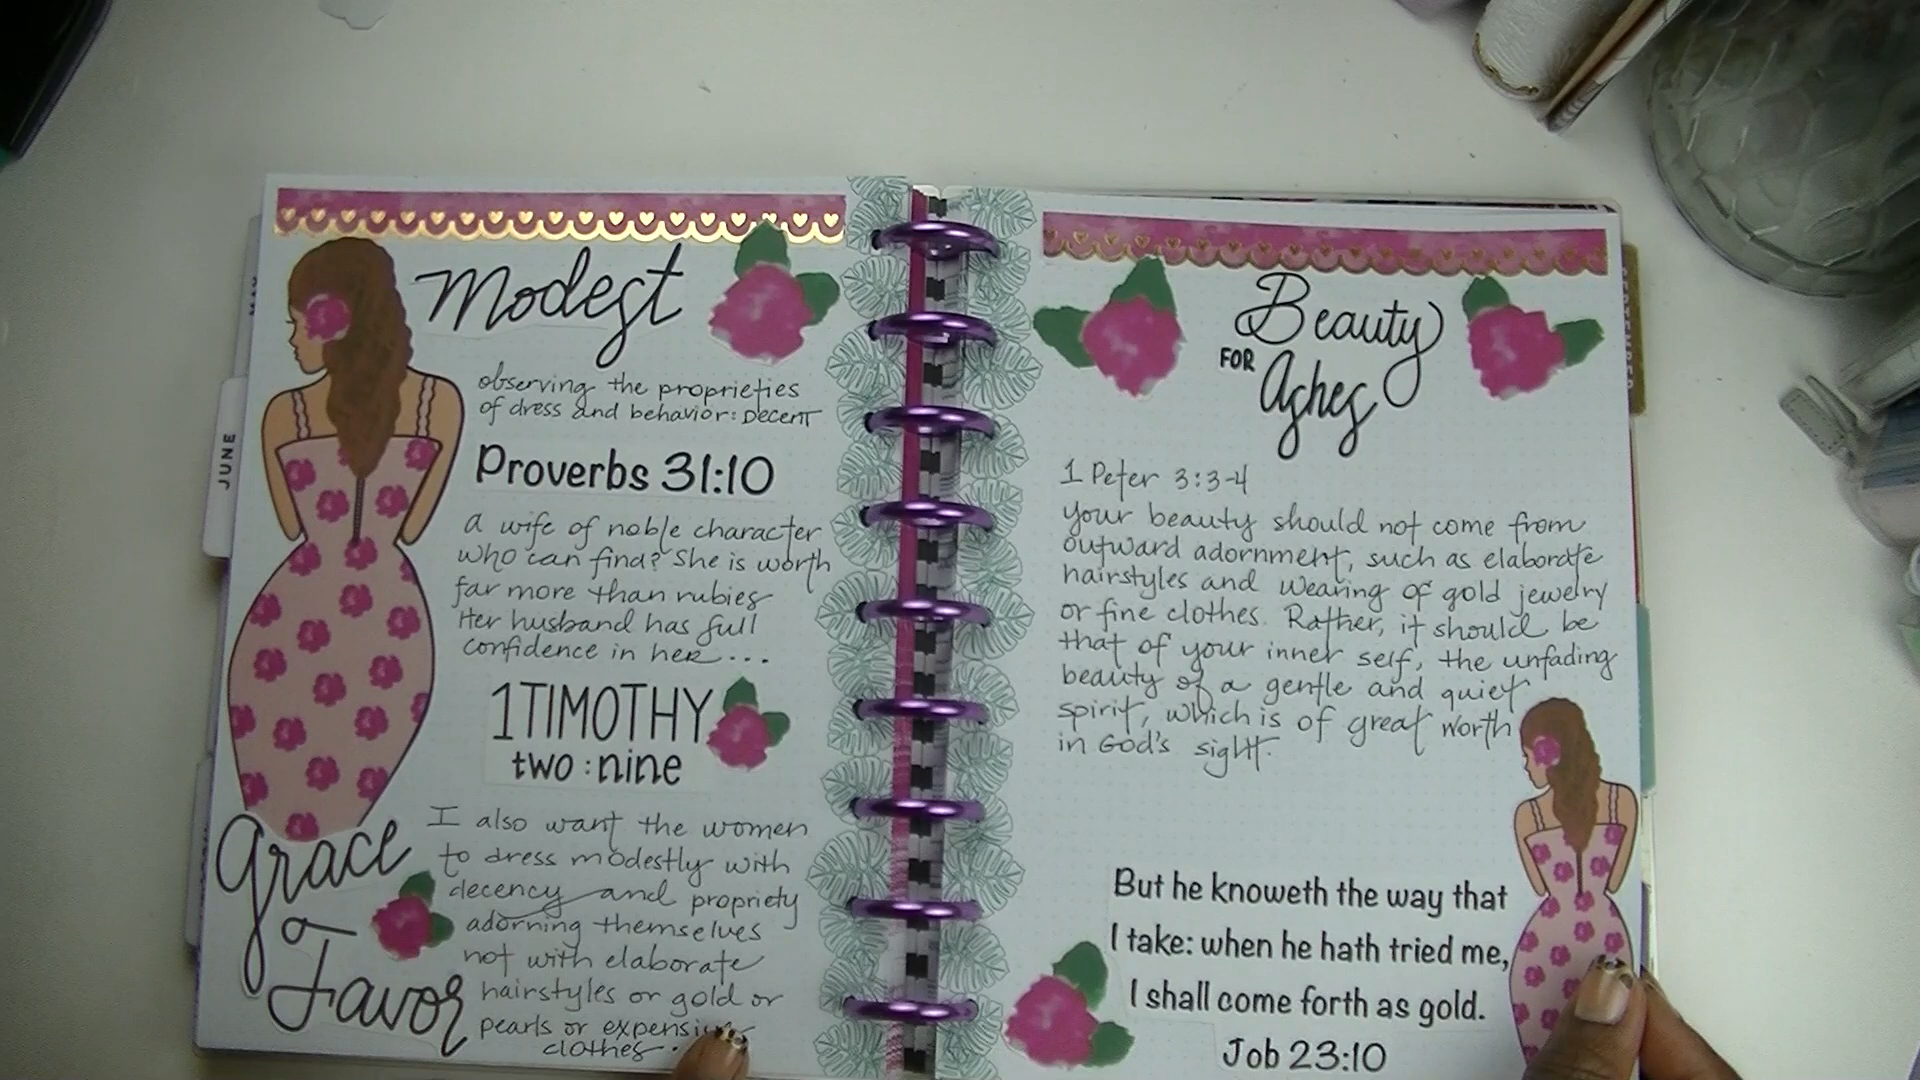 JUNE
Modest
observing the proprieties
of dress and behavior: Decent
Proverbs 31:10
a wife of noble character
who can find? She is worth
far more than rubies
Her husband has full
confidence in her...
1 TIMOTHY
two:nine
I also want the women
to dress modestly with
decency and propriety
adorning themselves
not with elaborate
hairstyles or gold or
pearls or
clothes..
Grace
Favor
Beauty
FOR
Ashes
1 Peter 3:3-4
your beauty should not come from
outward adornment, such as elaborate
hairstyles and wearing of gold jewelry
or fine clothes. Rather, it should be
that of your inner self, the unfading
beauty of a gentle and quiet
spirit, which is of great worth
in God's sight.
But he knoweth the way that
I take: when he hath tried me,
I shall come forth as gold.
Job 23:10
SEPTEMBER